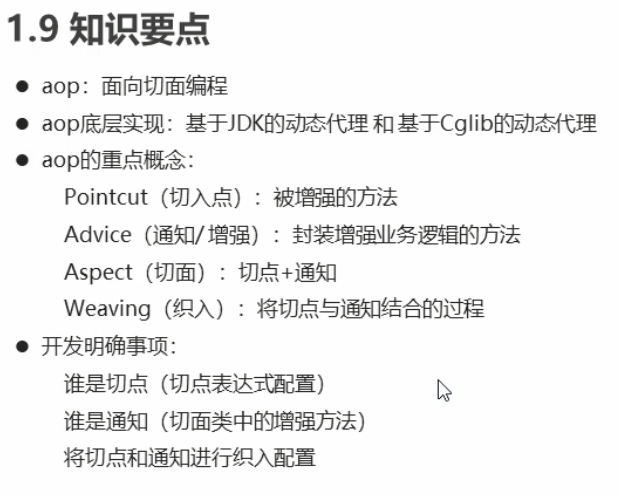 1.9 知识要点
● aop：面向切面编程
● aop底层实现：基于JDK的动态代理 和 基于Cglib的动态代理
● aop的重点概念：
Pointcut（切入点）：被增强的方法
Advice（通知/ 增强）：封装增强业务逻辑的方法
Aspect（切面）：切点+通知
Weaving（织入）：将切点与通知结合的过程
● 开发明确事项：
谁是切点（切点表达式配置）
谁是通知（切面类中的增强方法）
将切点和通知进行织入配置